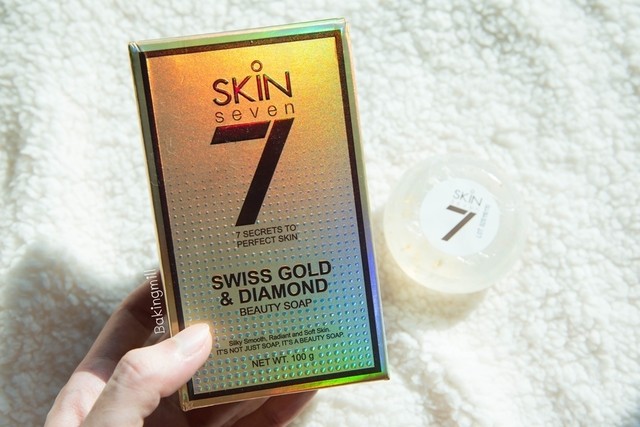 SKiN
seven
7
7 SECRETS TO
PERFECT SKIN
SWISS GOLD
& DIAMOND
BEAUTY SOAP
Silky Smooth, Radiant and Soft Skin.
IT'S NOT JUST SOAP, IT'S A BEAUTY SOAP.
NET WT. 100 g
Bakingmill
SKiN
7